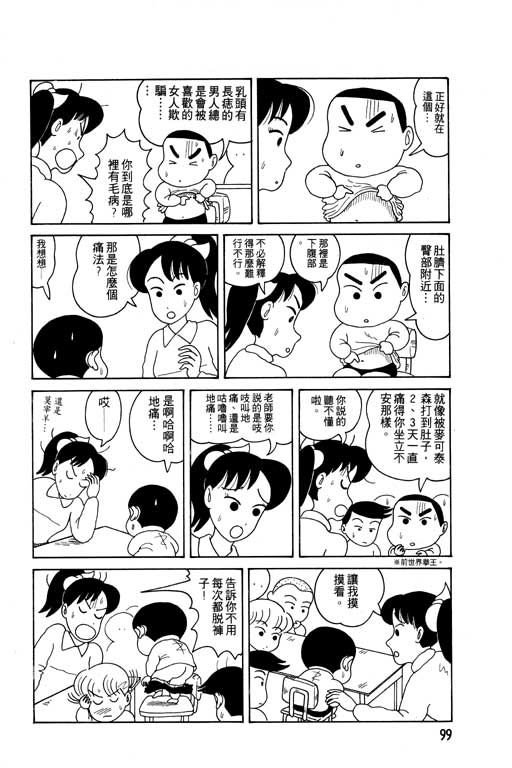 正好就在
這個…
乳頭有
長痣的
男人總
是會被
喜歡的
女人欺
騙……
你到底是哪
裡有毛病?
肚臍下面的
臀部附近…
那裡是
下腹部
。
不必解釋
得那麼難
行不行。
那是怎麼個
痛法?
我想想…
就像被麥可泰
森打到肚子,
2、3天一直
痛得你坐立不
安那樣。
※前世界拳王。
你說的
聽不懂
啦。
老師要你
說的是吱
吱叫地
痛、還是
咕嚕嚕叫
地痛…
是啊哈啊哈
地痛…
哎…
還是
莫宰羊…
讓我摸
摸看。
告訴你不用
每次都脫褲
子!
99